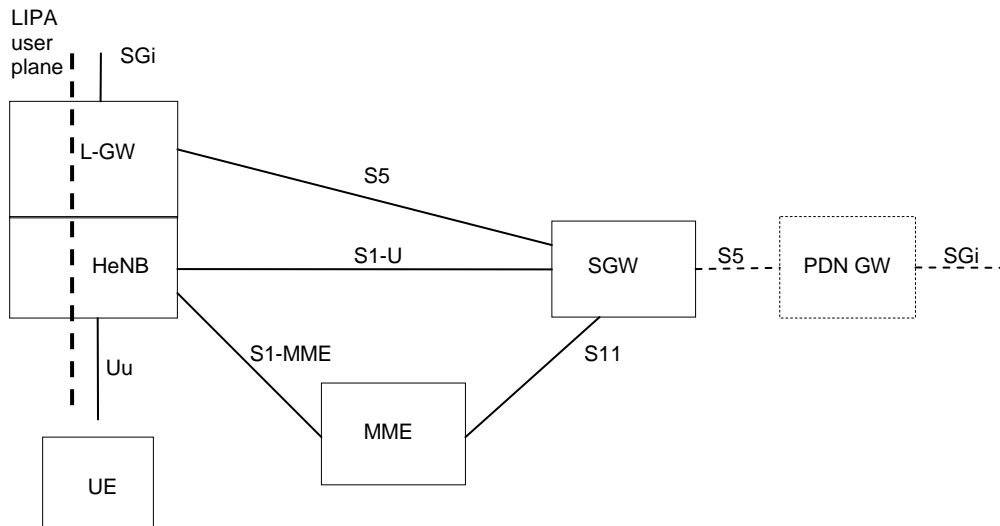 LIPA
user
plane
SGi
L-GW
S5
HeNB
S1-U
SGW
S5
PDN GW
SGi
Uu
S1-MME
S11
MME
UE